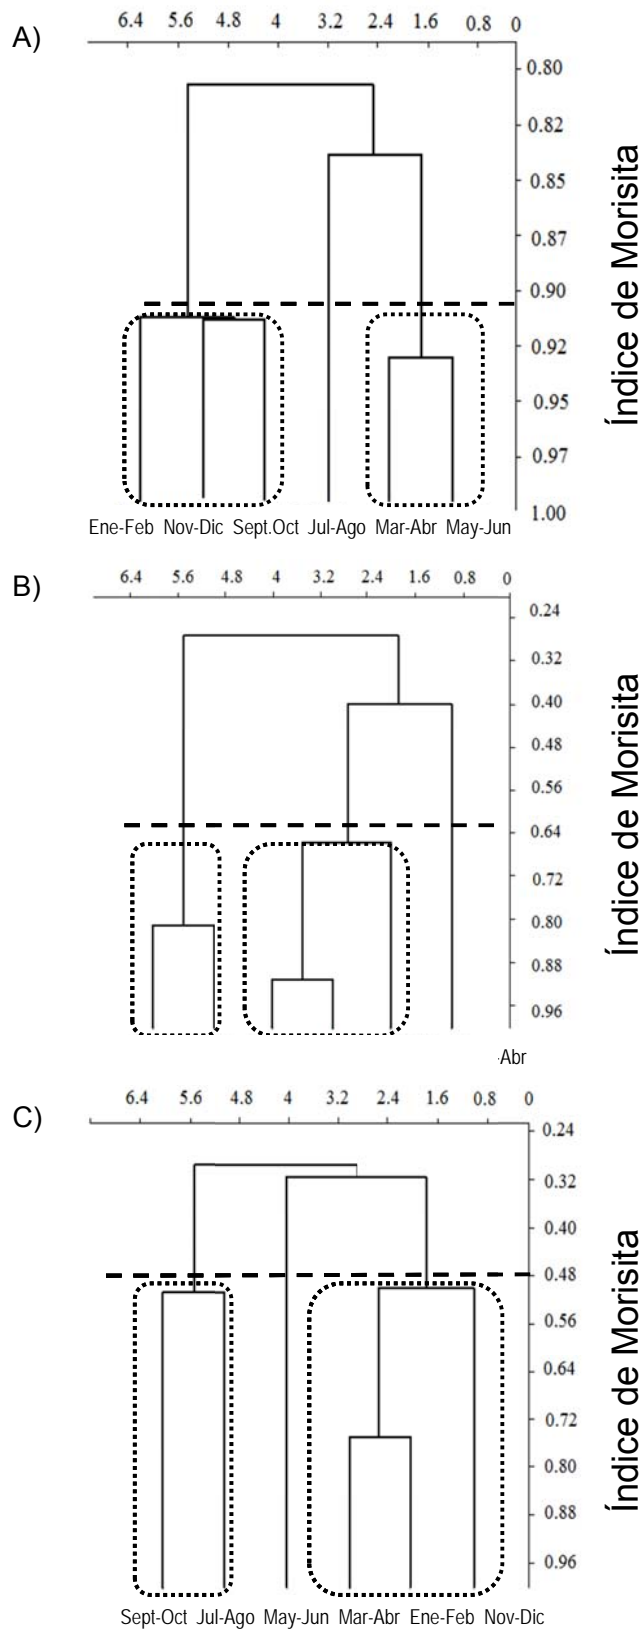 A)
6.4 5.6 4.8 4 3.2 2.4 1.6 0.8 0
0.80
0.82
0.85
0.87
0.90
0.92
0.95
0.97
1.00
Índice de Morisita
Ene-Feb Nov-Dic Sept.Oct Jul-Ago Mar-Abr May-Jun
B)
6.4 5.6 4.8 4 3.2 2.4 1.6 0.8 0
0.24
0.32
0.40
0.48
0.56
0.64
0.72
0.80
0.88
0.96
Índice de Morisita
-Abr
C)
6.4 5.6 4.8 4 3.2 2.4 1.6 0.8 0
0.24
0.32
0.40
0.48
0.56
0.64
0.72
0.80
0.88
0.96
Índice de Morisita
Sept-Oct Jul-Ago May-Jun Mar-Abr Ene-Feb Nov-Dic